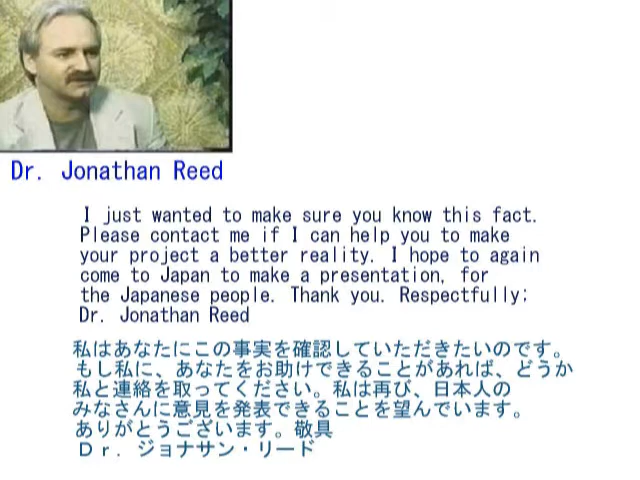 Dr. Jonathan Reed
I just wanted to make sure you know this fact.
Please contact me if I can help you to make
your project a better reality. I hope to again
come to Japan to make a presentation, for
the Japanese people. Thank you. Respectfully;
Dr. Jonathan Reed
私はあなたにこの事実を確認していただきたいのです。
もし私に、あなたをお助けできることがあれば、どうか
私と連絡を取ってください。私は再び、日本人の
みなさんに意見を発表できることを望んでいます。
ありがとうございます。敬具
Ｄｒ．ジョナサン・リード